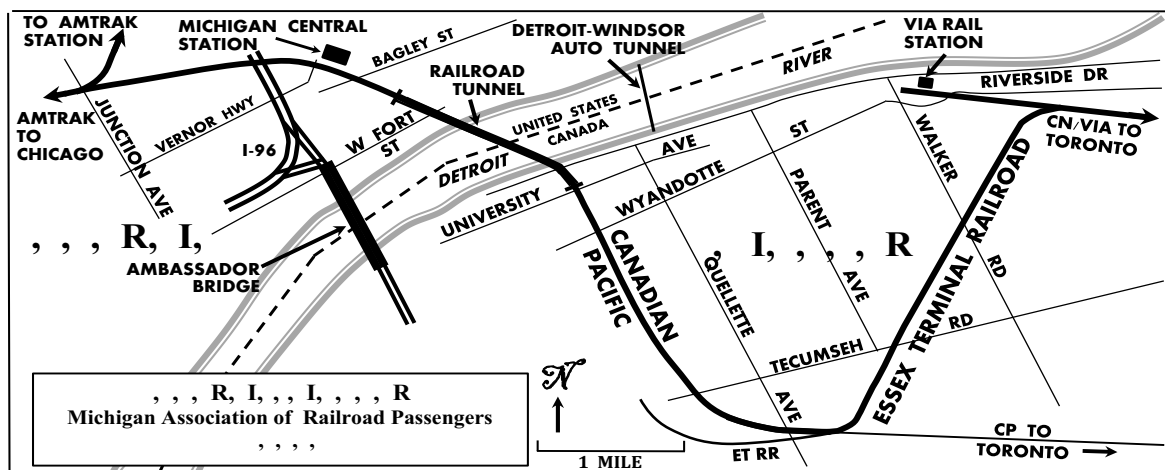 TO AMTRAK
STATION
MICHIGAN CENTRAL
STATION
BAGLEY ST
DETROIT-WINDSOR
AUTO TUNNEL
RIVER
VIA RAIL
STATION
RIVERSIDE DR
RAILROAD
TUNNEL
AMTRAK
TO
CHICAGO
JUNCTION AVE
VERNOR HWY
I-96
W FORT
ST
UNITED STATES
CANADA
DETROIT
CN/VIA TO
TORONTO
UNIVERSITY AVE
WYANDOTTE ST
WALKER RD
PARENT AVE
, , , R, I,
, I, , , , R
AMBASSADOR
BRIDGE
CANADIAN
PACIFIC
QUELLETTE AVE
ESSEX TERMINAL RAILROAD
TECUMSEH RD
, , , R, I, , , I, , , , R
Michigan Association of Railroad Passengers
, , , ,
N
1 MILE
ET RR
CP TO
TORONTO